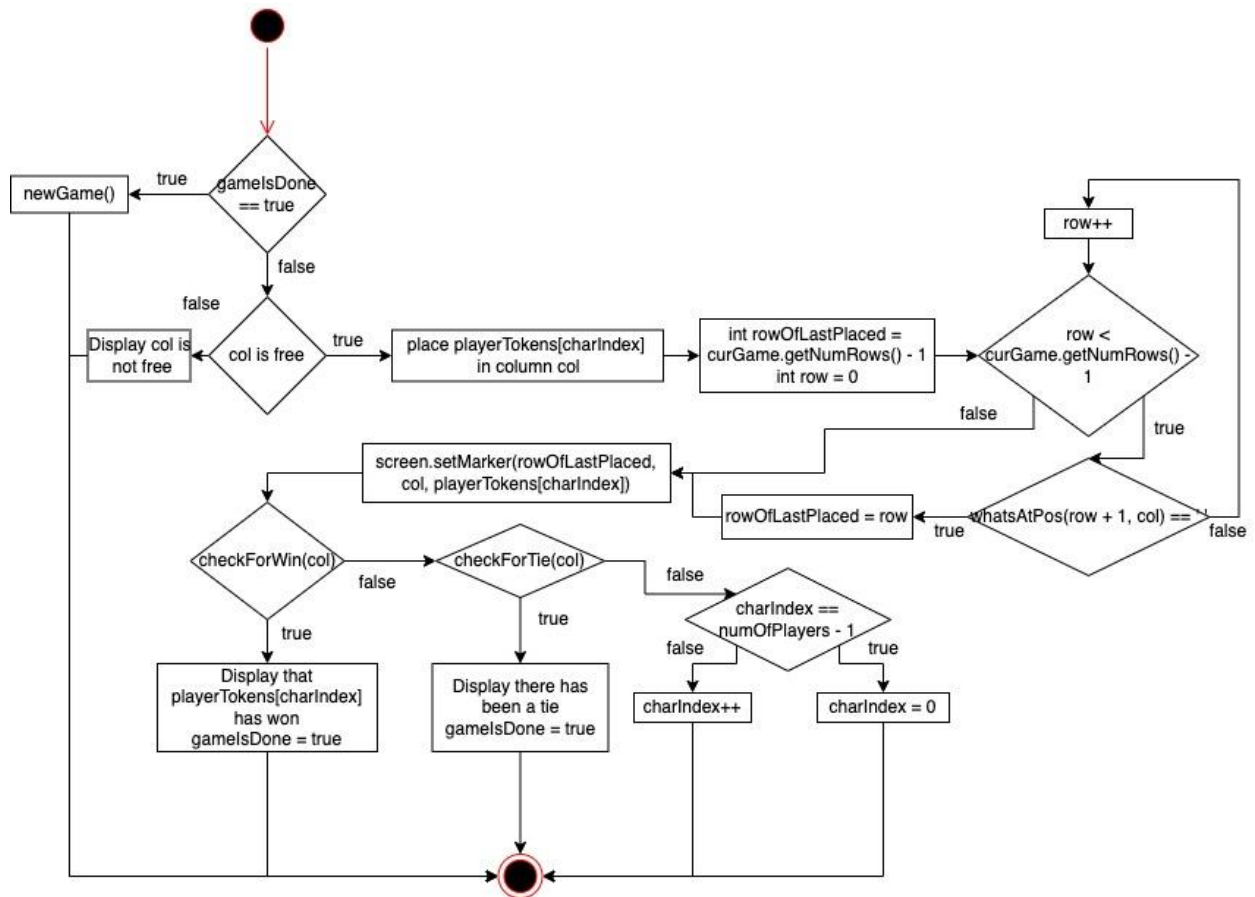 gameIsDone
== true
true
newGame()
false
row++
false
col is free
true
Display col is
not free
place playerTokens[charIndex]
in column col
int rowOfLastPlaced =
curGame.getNumRows() - 1
int row = 0
row <
curGame.getNumRows() -
1
false
true
screen.setMarker(rowOfLastPlaced,
col, playerTokens[charIndex])
rowOfLastPlaced = row
true
whatsAtPos(row + 1, col) == ' '
false
checkForWin(col)
false
checkForTie(col)
false
charIndex ==
numOfPlayers - 1
true
true
false
true
Display that
playerTokens[charIndex]
has won
gameIsDone = true
Display there has
been a tie
gameIsDone = true
charIndex++
charIndex = 0